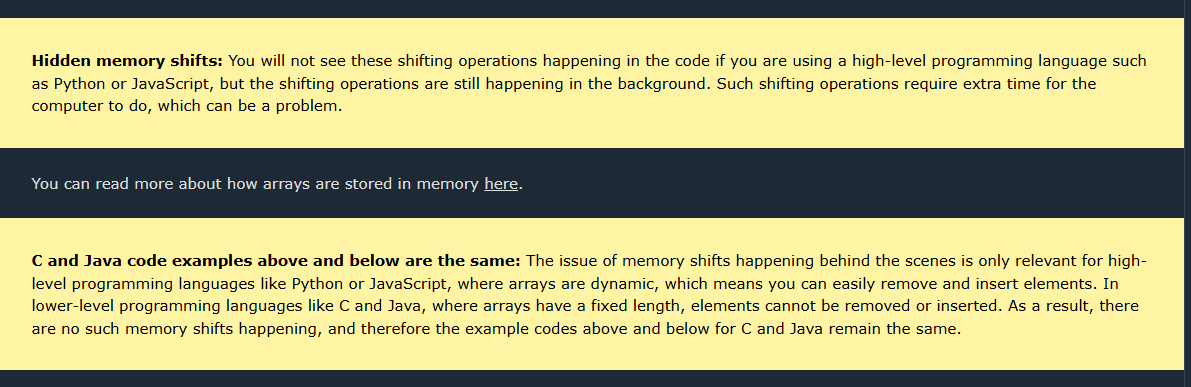 Hidden memory shifts: You will not see these shifting operations happening in the code if you are using a high-level programming language such
as Python or JavaScript, but the shifting operations are still happening in the background. Such shifting operations require extra time for the
computer to do, which can be a problem.
You can read more about how arrays are stored in memory here.
C and Java code examples above and below are the same: The issue of memory shifts happening behind the scenes is only relevant for high-
level programming languages like Python or JavaScript, where arrays are dynamic, which means you can easily remove and insert elements. In
lower-level programming languages like C and Java, where arrays have a fixed length, elements cannot be removed or inserted. As a result, there
are no such memory shifts happening, and therefore the example codes above and below for C and Java remain the same.